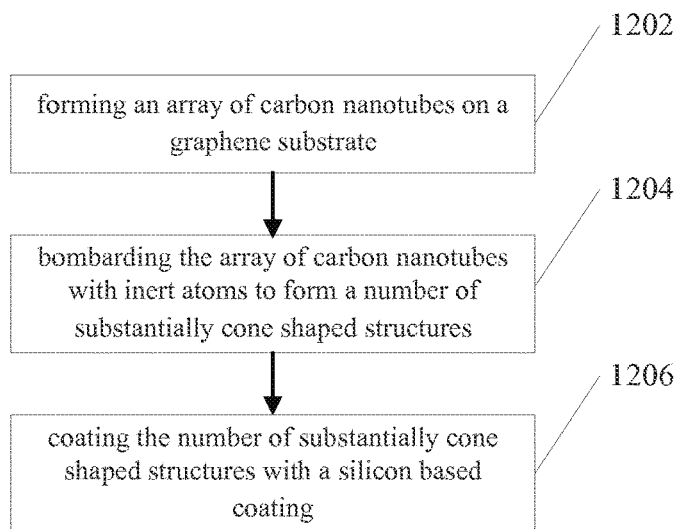 1202
forming an array of carbon nanotubes on a
graphene substrate
1204
bombarding the array of carbon nanotubes
with inert atoms to form a number of
substantially cone shaped structures
1206
coating the number of substantially cone
shaped structures with a silicon based
coating